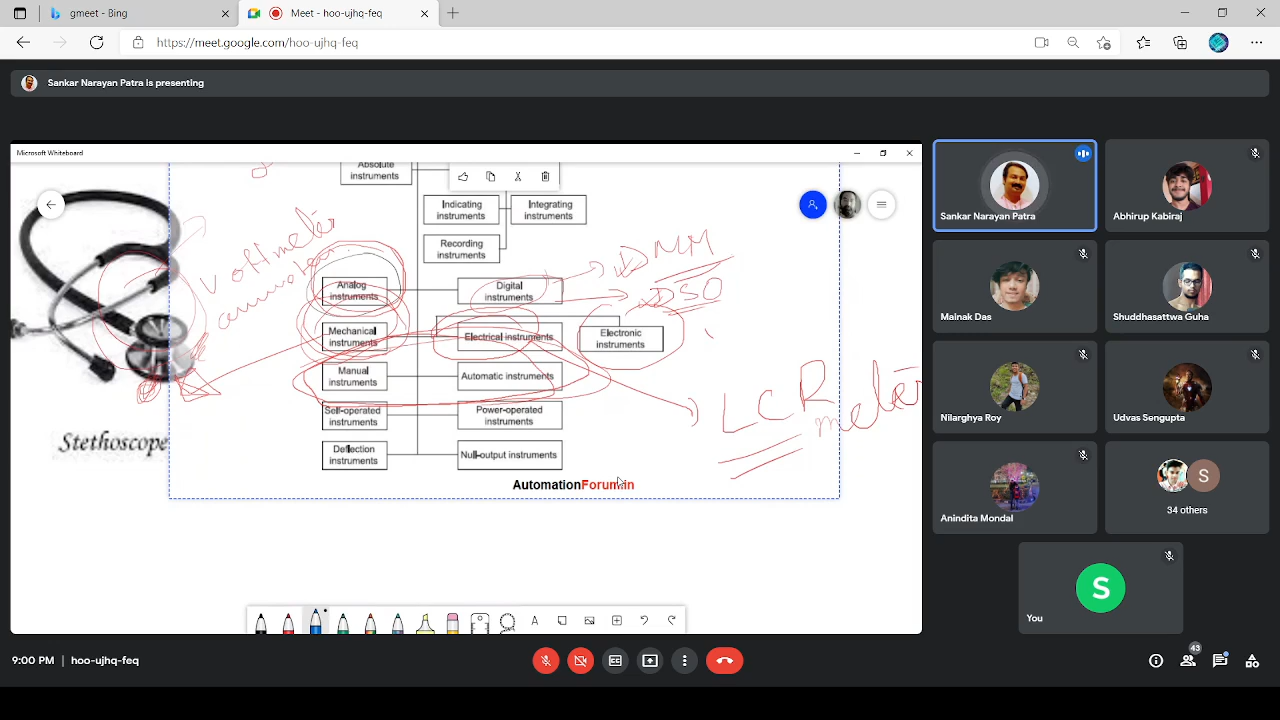 gmeet - Bing
Meet - hoo-ujhq-feq
https://meet.google.com/hoo-ujhq-feq
Sankar Narayan Patra is presenting
Microsoft Whiteboard
Absolute
instruments
Indicating
instruments
Integrating
instruments
Recording
instruments
Voltmeter
Analog
instruments
Digital
instruments
DMM
DSO
Mechanical
instruments
Electrical instruments
Electronic
instruments
Manual
instruments
Automatic instruments
LCR
meter
Self-operated
instruments
Power-operated
instruments
Deflection
instruments
Null-output instruments
Stethoscope
AutomationForum.in
Sankar Narayan Patra
Abhirup Kabiraj
Mainak Das
Shuddhasattwa Guha
Nilarghya Roy
Udvas Sengupta
Anindita Mondal
S
34 others
S
You
A
9:00 PM | hoo-ujhq-feq
43